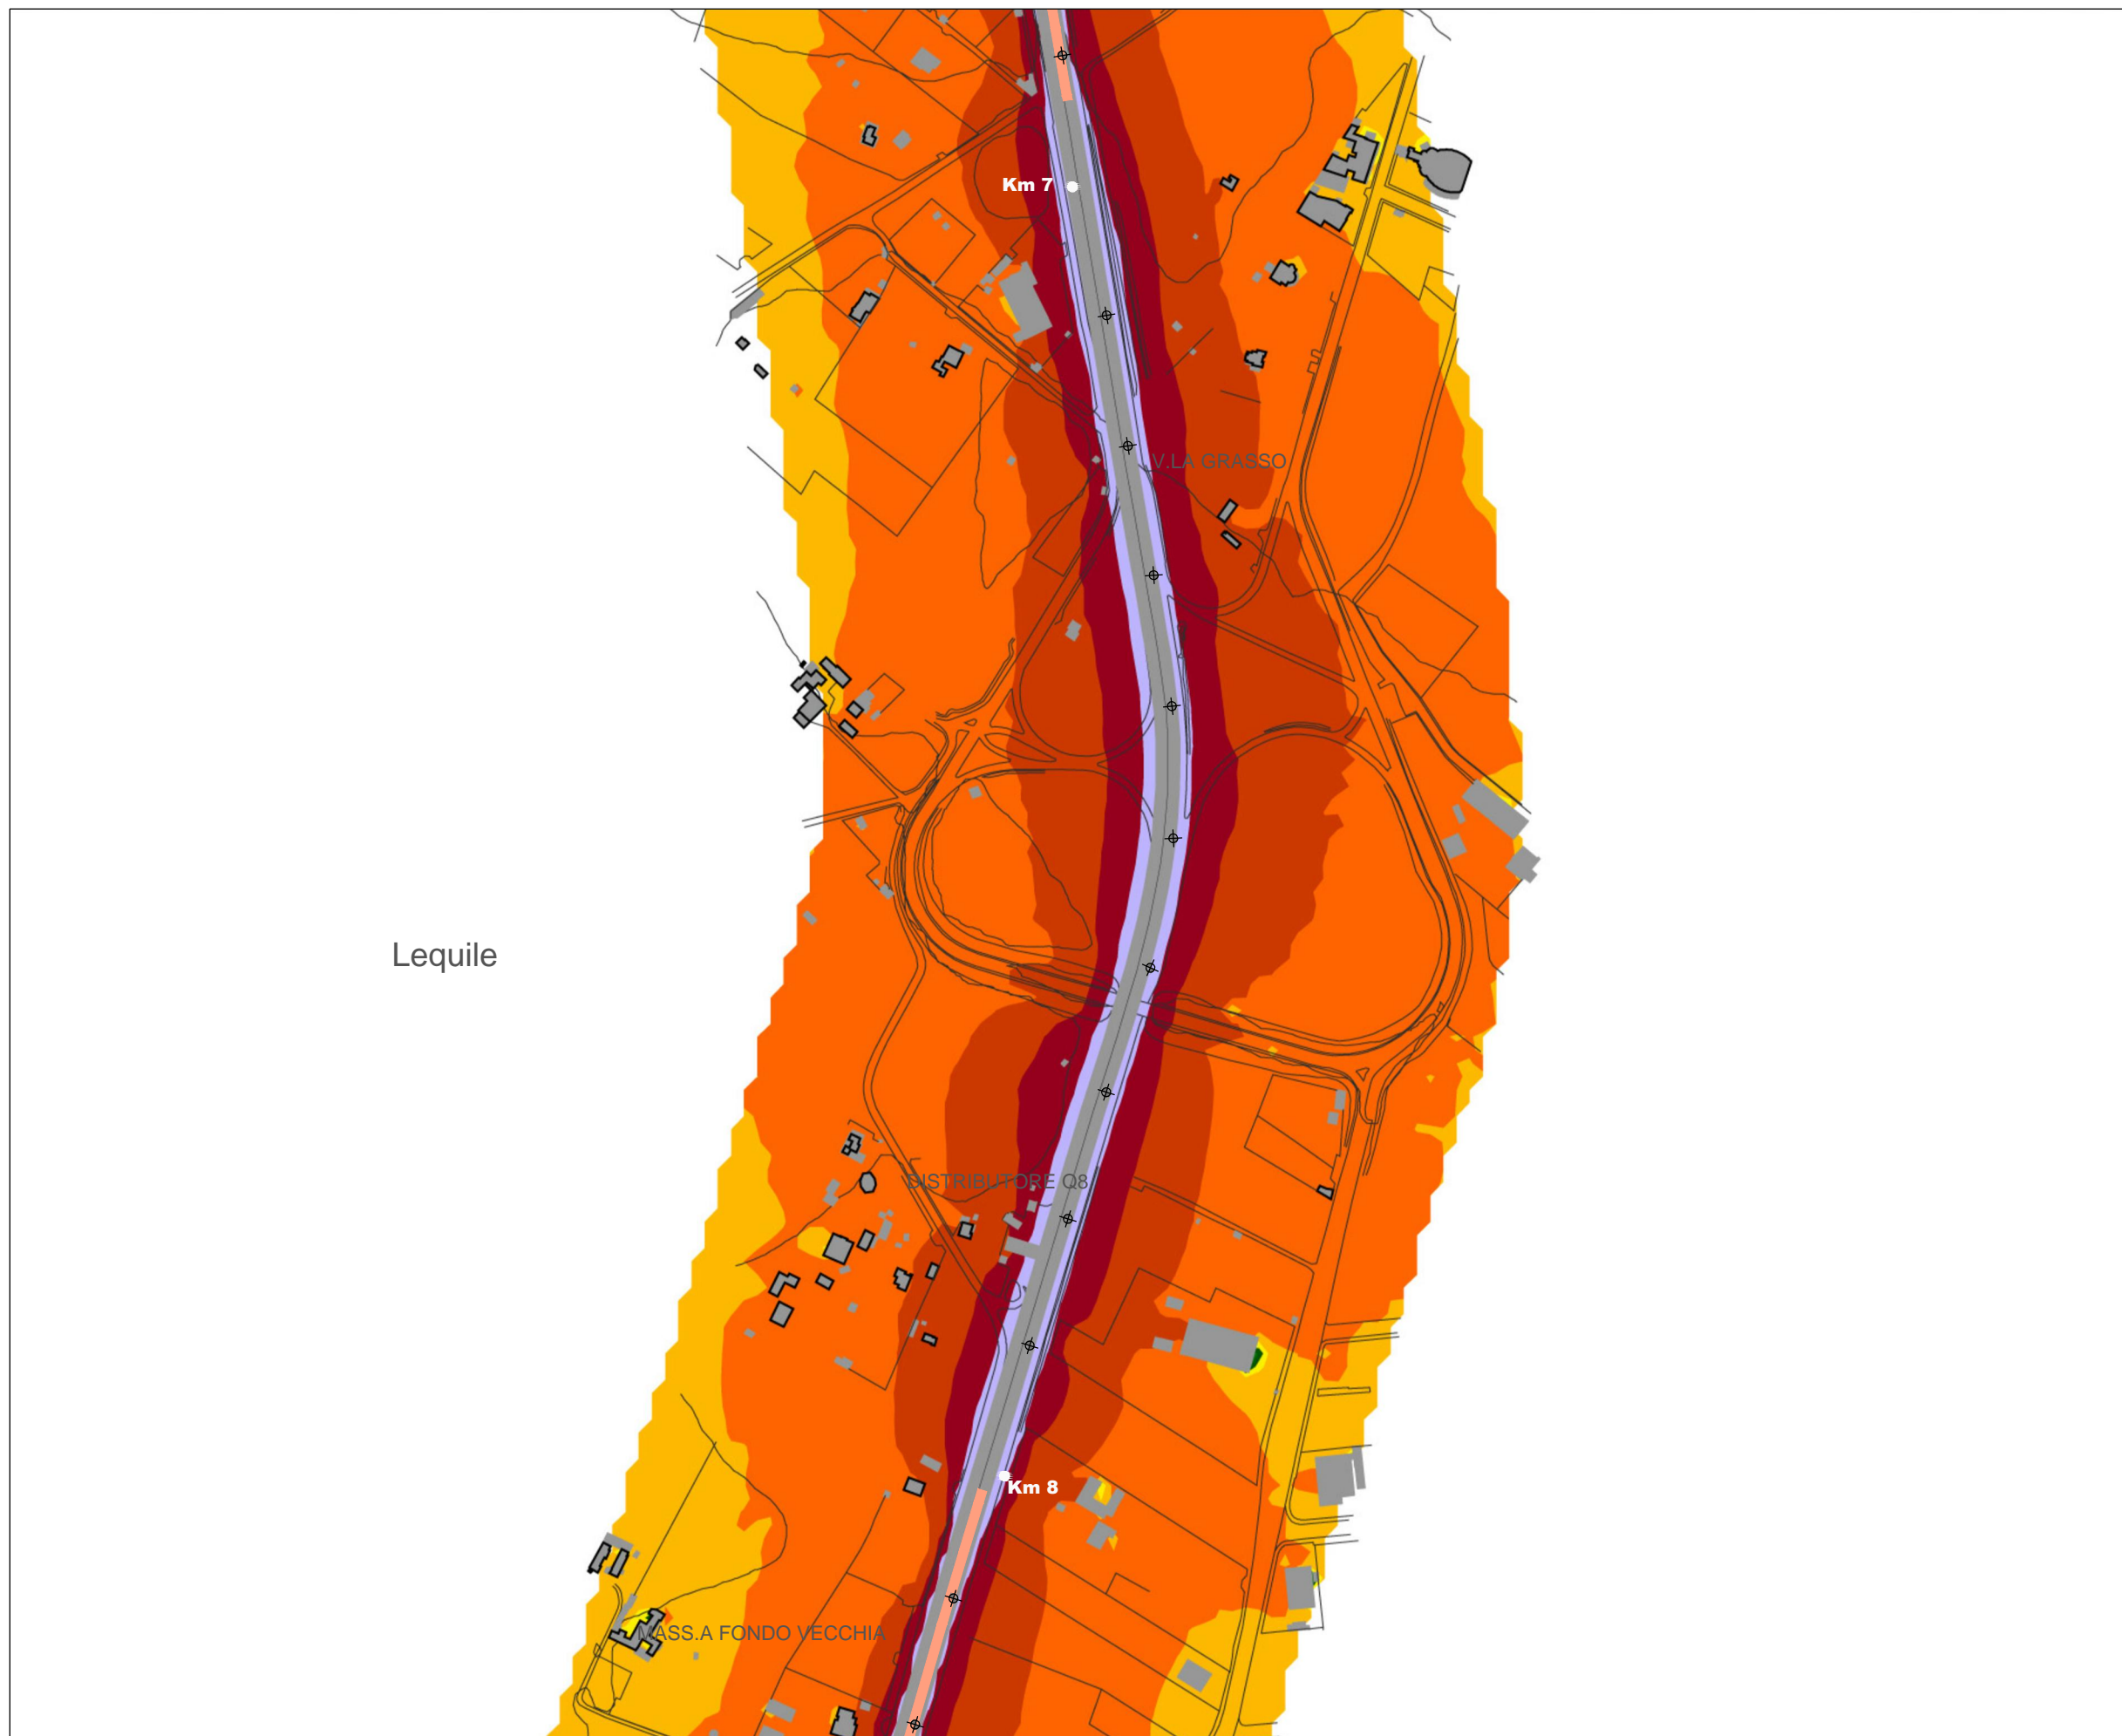 Km 7
V.LA GRASSO
Lequile
DISTRIBUTORE Q8
Km 8
MASS.A FONDO VECCHIA